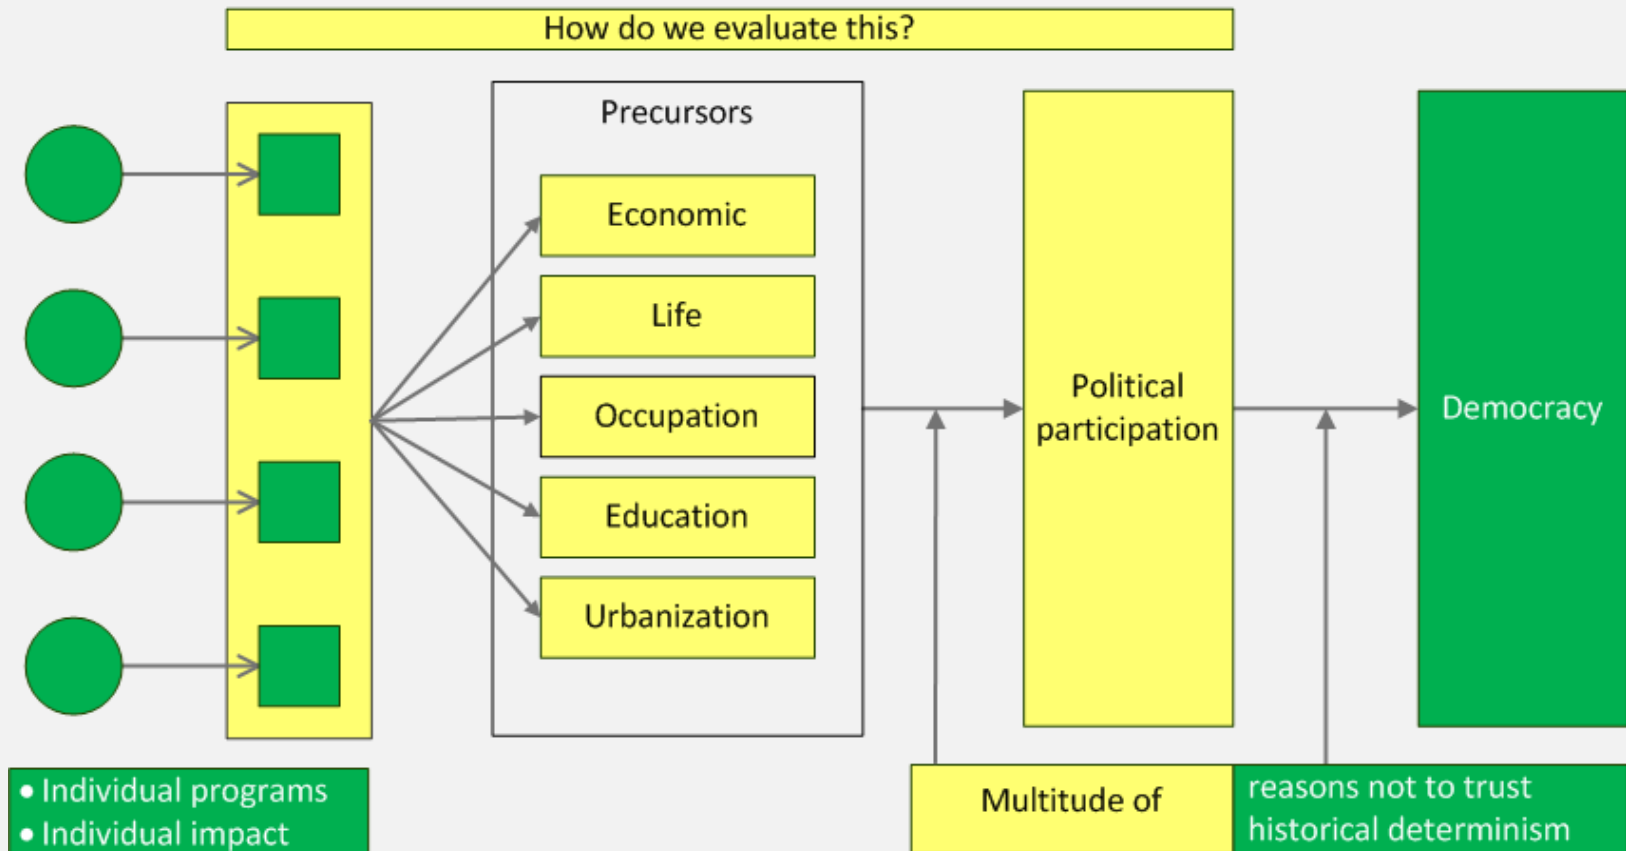 How do we evaluate this?
Precursors
Economic
Life
Occupation
Education
Urbanization
Political
participation
Democracy
• Individual programs
• Individual impact
Multitude of
reasons not to trust
historical determinism